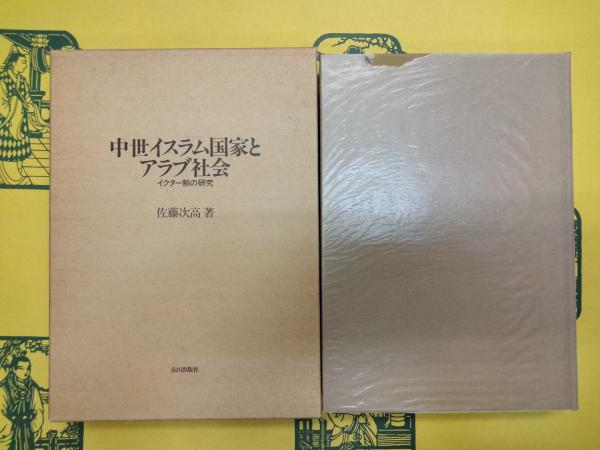 中世イスラム国家と
アラブ社会
イクター制の研究
佐藤次高 著
山川出版社